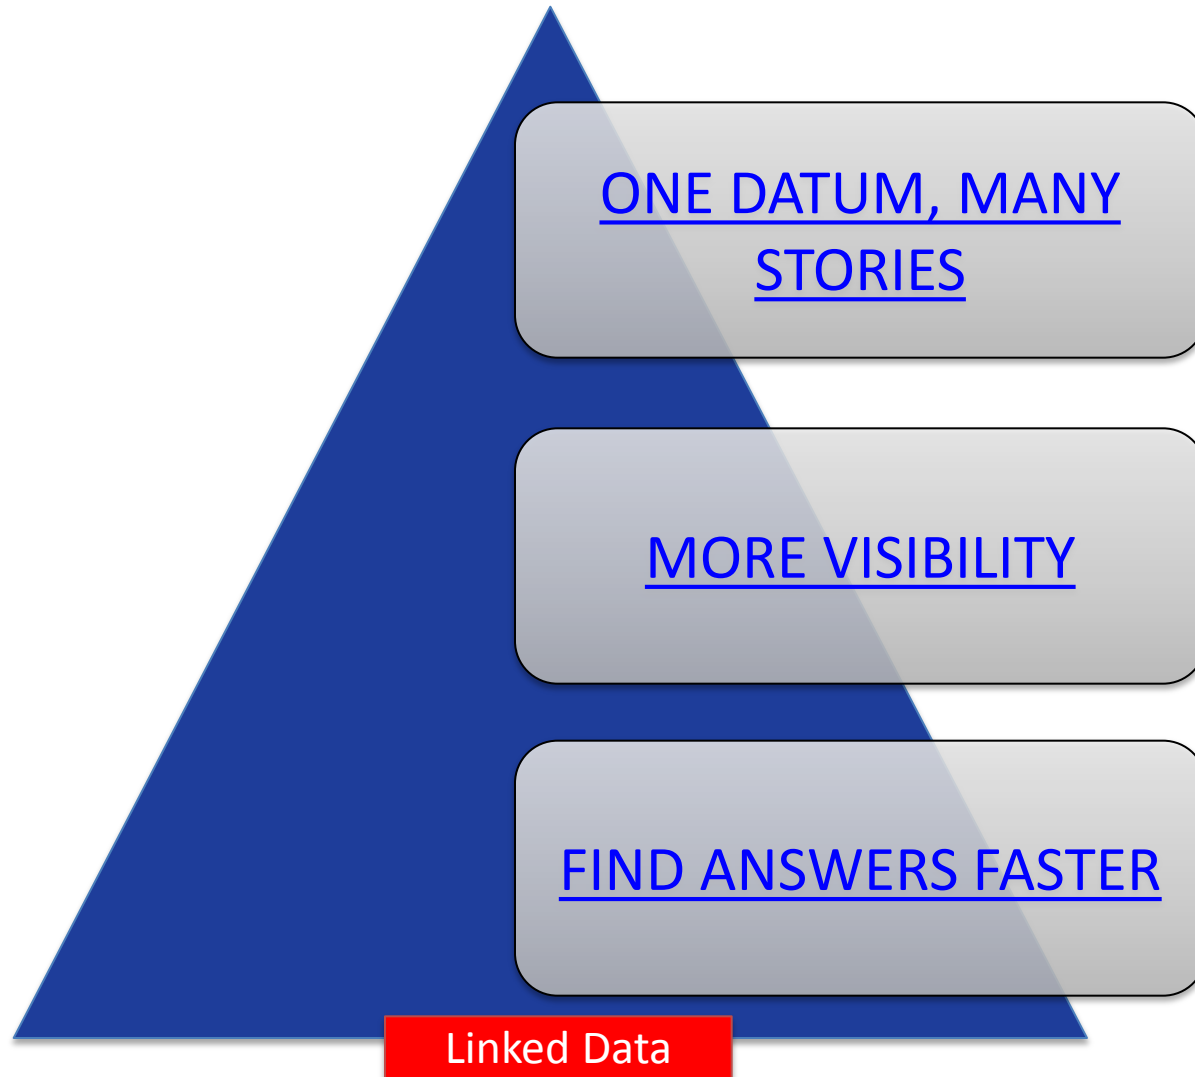 ONE DATUM, MANY
STORIES
MORE VISIBILITY
FIND ANSWERS FASTER
Linked Data